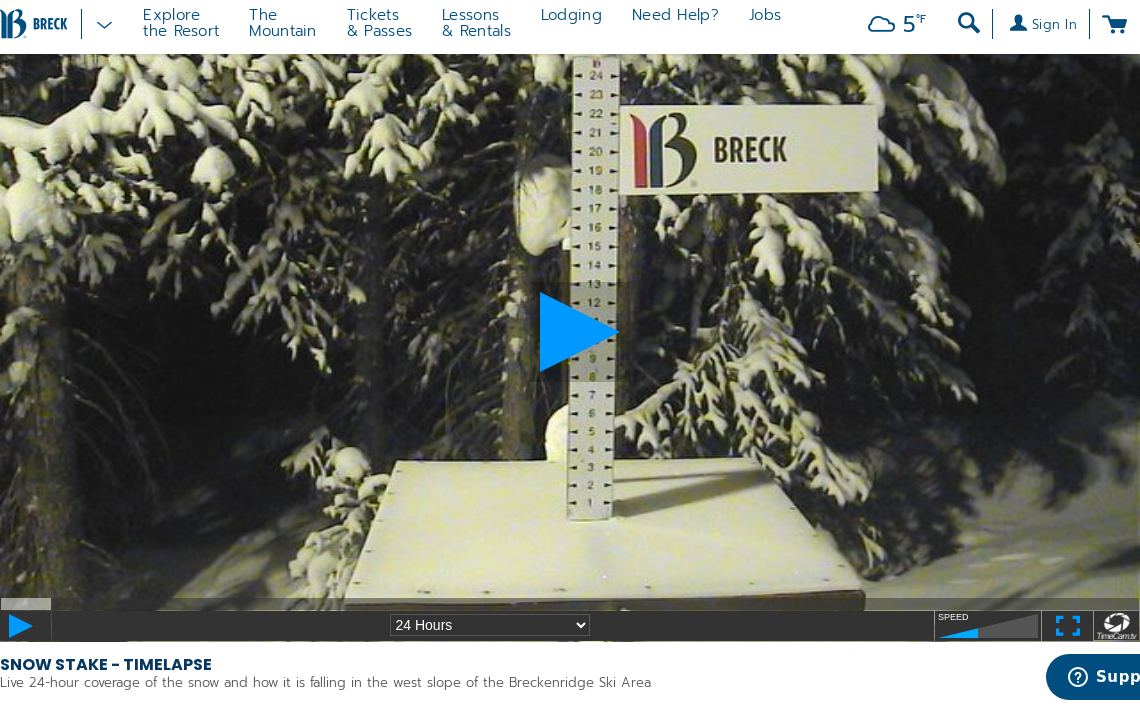 BRECK
Explore
the Resort
The
Mountain
Tickets
& Passes
Lessons
& Rentals
Lodging
Need Help?
Jobs
5°F
Sign In
24
23
22
21
20
19
18
17
16
15
14
13
12
9
8
7
6
5
4
3
2
1
B BRECK
24 Hours
SPEED
TimeCam.tv
SNOW STAKE - TIMELAPSE
Live 24-hour coverage of the snow and how it is falling in the west slope of the Breckenridge Ski Area
Supp